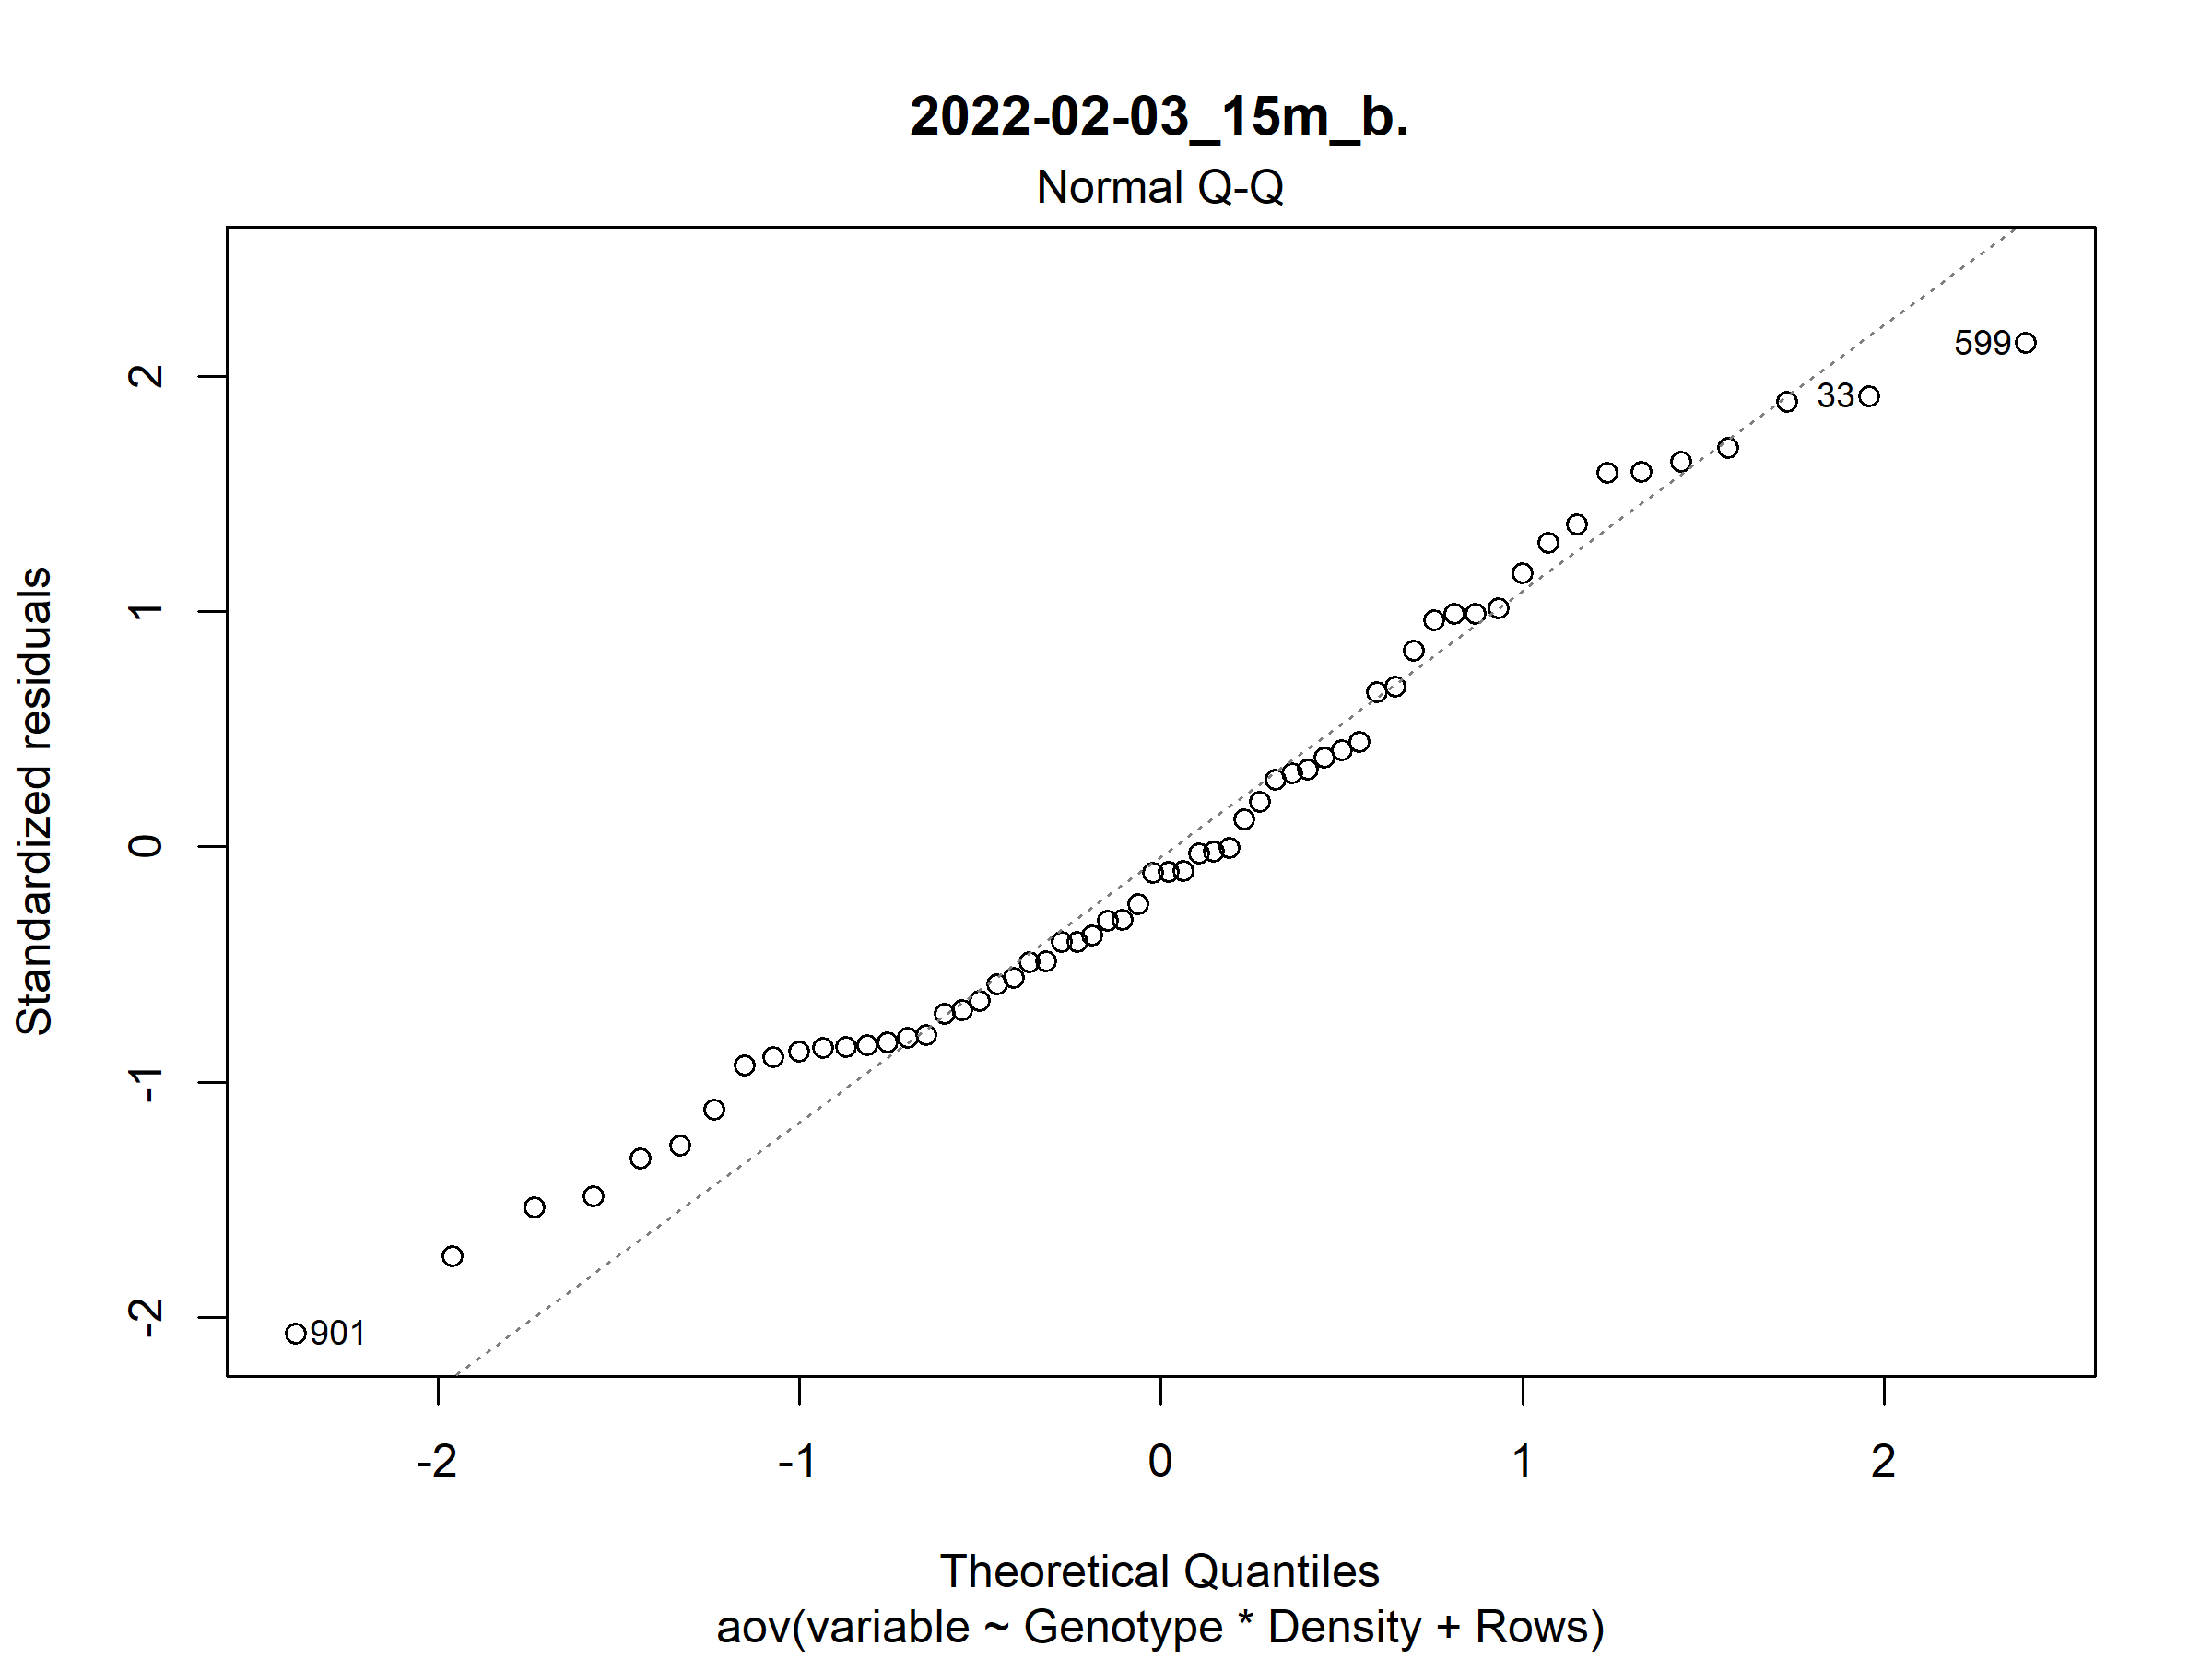 2022-02-03_15m_b.
Normal Q-Q
Standardized residuals
2
1
0
-1
-2
599
33
901
-2
-1
0
1
2
Theoretical Quantiles
aov(variable ~ Genotype * Density + Rows)